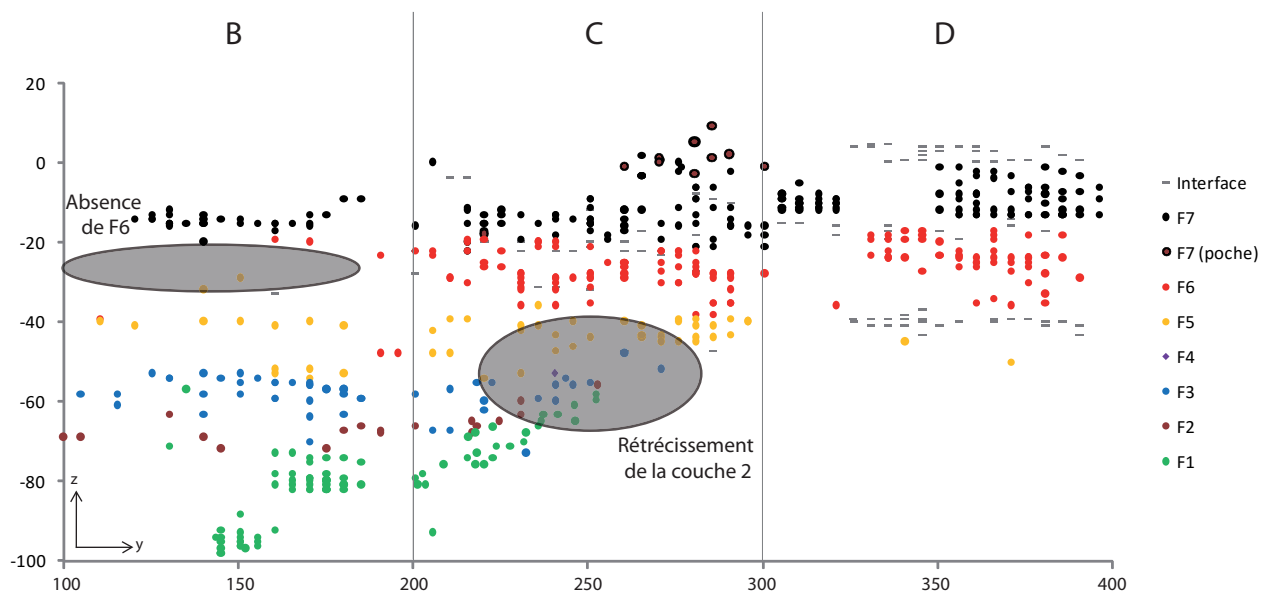 B
C
D
20
0
-20
-40
-60
-80
-100
Absence
de F6
Rétrécissement
de la couche 2
z
y
100
150
200
250
300
350
400
Interface
F7
F7 (poche)
F6
F5
F4
F3
F2
F1